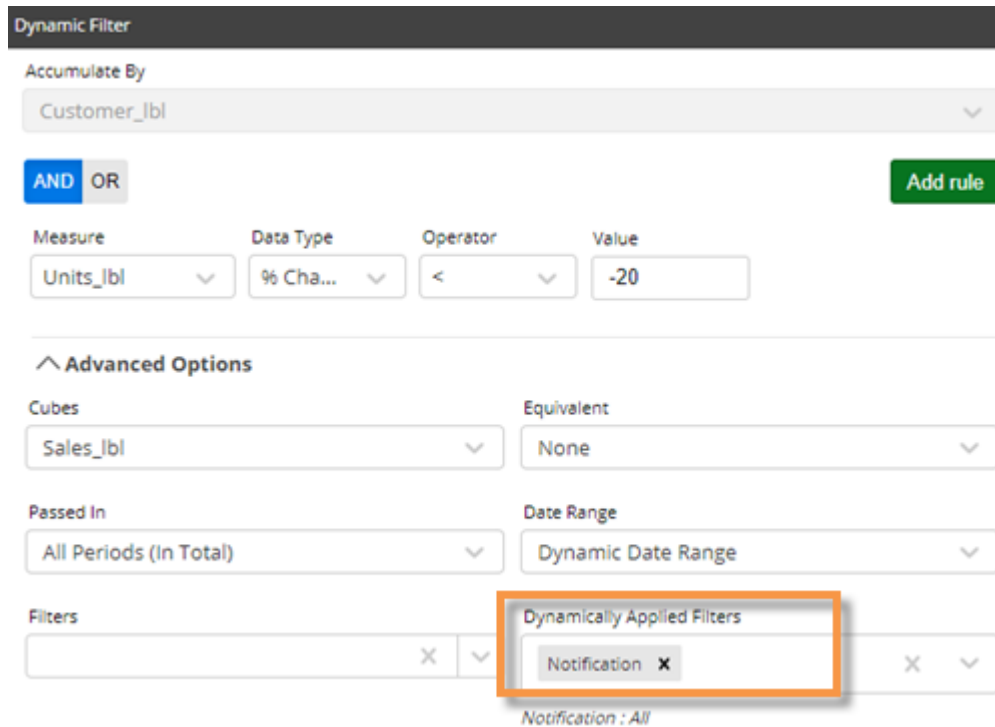 Dynamic Filter
Accumulate By
Customer_lbl
AND OR
Add rule
Measure Data Type Operator Value
Units_lbl % Cha... < -20
Advanced Options
Cubes Equivalent
Sales_lbl None
Passed In Date Range
All Periods (In Total) Dynamic Date Range
Filters Dynamically Applied Filters
Notification x
Notification : All